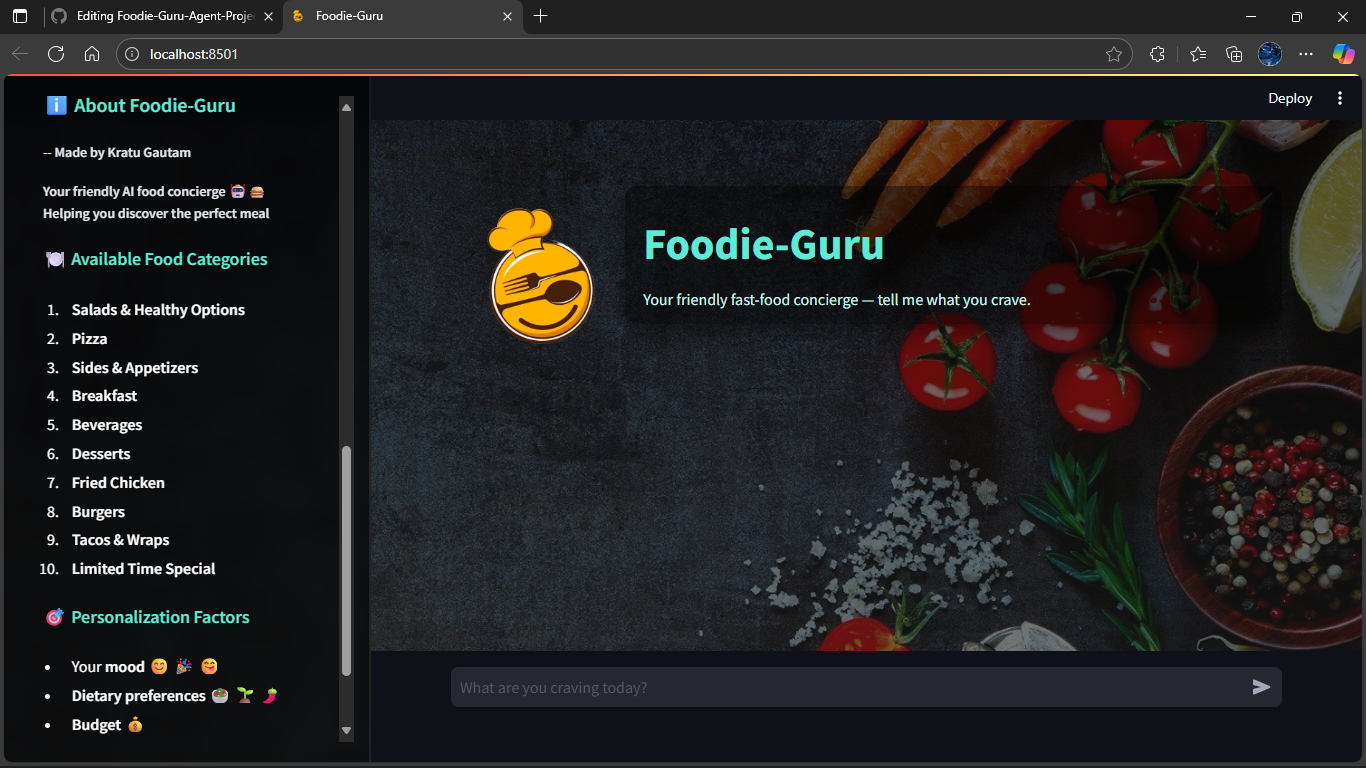 Editing Foodie-Guru-Agent-Proje
Foodie-Guru
localhost:8501
Deploy
About Foodie-Guru
-- Made by Kratu Gautam
Your friendly AI food concierge
Helping you discover the perfect meal
Available Food Categories
1. Salads & Healthy Options
2. Pizza
3. Sides & Appetizers
4. Breakfast
5. Beverages
6. Desserts
7. Fried Chicken
8. Burgers
9. Tacos & Wraps
10. Limited Time Special
Personalization Factors
• Your mood
• Dietary preferences
• Budget
Foodie-Guru
Your friendly fast-food concierge — tell me what you crave.
What are you craving today?